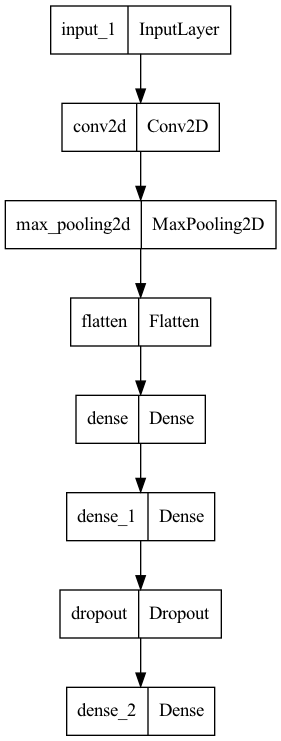 input_1 InputLayer
conv2d Conv2D
max_pooling2d MaxPooling2D
flatten Flatten
dense Dense
dense_1 Dense
dropout Dropout
dense_2 Dense